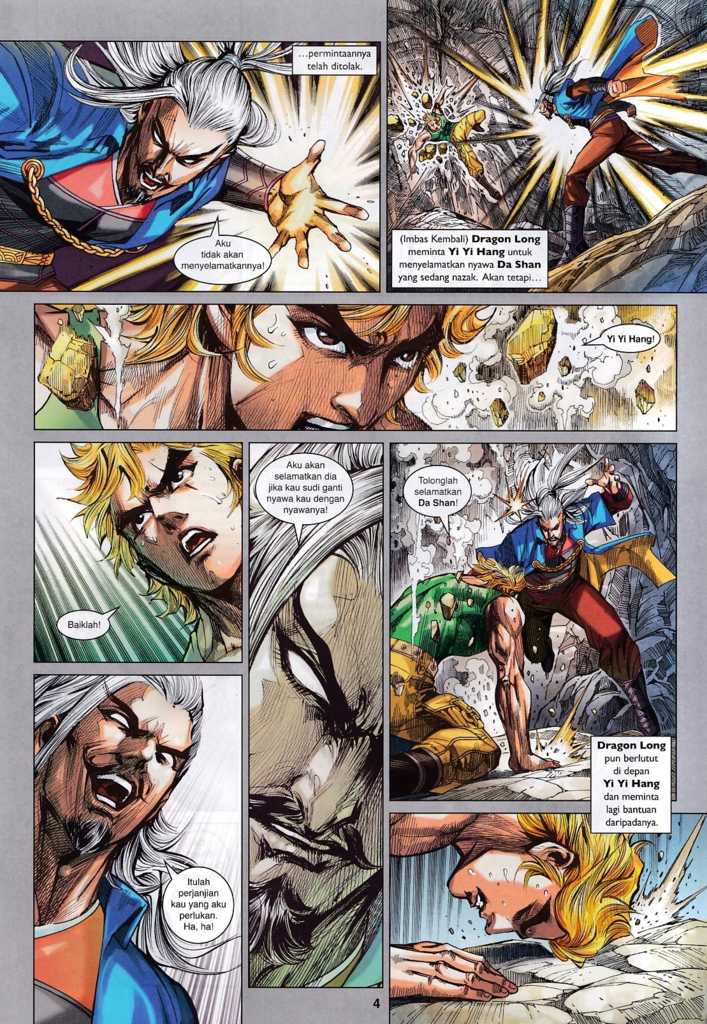 (Imbas Kembali) Dragon Long
meminta Yi Yi Hang untuk
menyelamatkan nyawa Da Shan
yang sedang nazak. Akan tetapi...
...permintaannya
telah ditolak.
Aku
tidak akan
menyelamatkannya!
Yi Yi Hang!
Tolonglah
selamatkan
Da Shan!
Dragon Long
pun berlutut
di depan
Yi Yi Hang
dan meminta
lagi bantuan
daripadanya.
Aku akan
selamatkan dia
jika kau sudi ganti
nyawa kau dengan
nyawanya!
Baiklah!
Itulah
perjanjian
kau yang aku
perlukan.
Ha, ha!
4